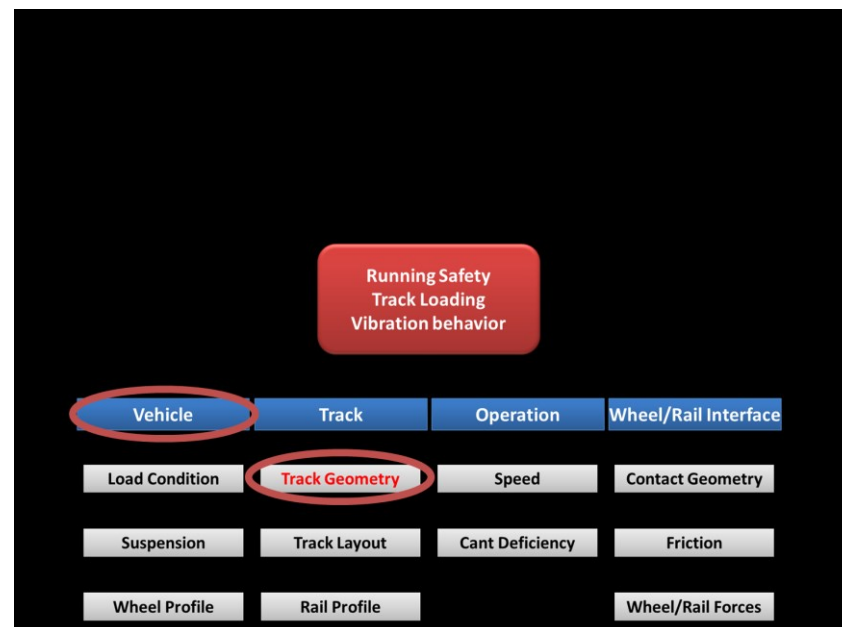 Running Safety
Track Loading
Vibration behavior
Vehicle
Track
Operation
Wheel/Rail Interface
Load Condition
Track Geometry
Speed
Contact Geometry
Suspension
Track Layout
Cant Deficiency
Friction
Wheel Profile
Rail Profile
Wheel/Rail Forces